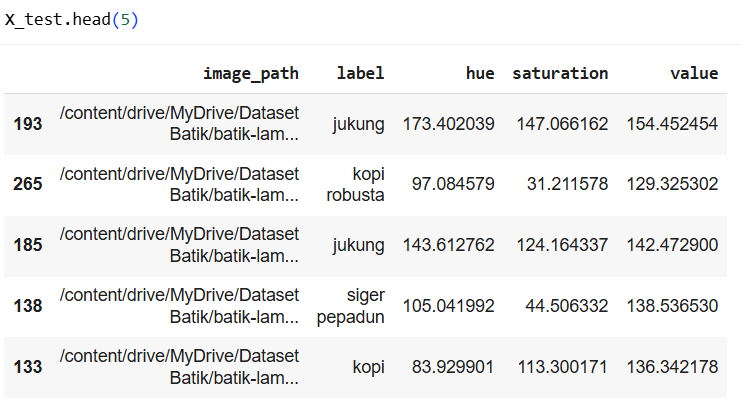 X_test.head(5)
image_path label hue saturation value
193 /content/drive/MyDrive/Dataset Batik/batik-lam... jukung 173.402039 147.066162 154.452454
265 /content/drive/MyDrive/Dataset Batik/batik-lam... kopi robusta 97.084579 31.211578 129.325302
185 /content/drive/MyDrive/Dataset Batik/batik-lam... jukung 143.612762 124.164337 142.472900
138 /content/drive/MyDrive/Dataset Batik/batik-lam... siger pepadun 105.041992 44.506332 138.536530
133 /content/drive/MyDrive/Dataset Batik/batik-lam... kopi 83.929901 113.300171 136.342178